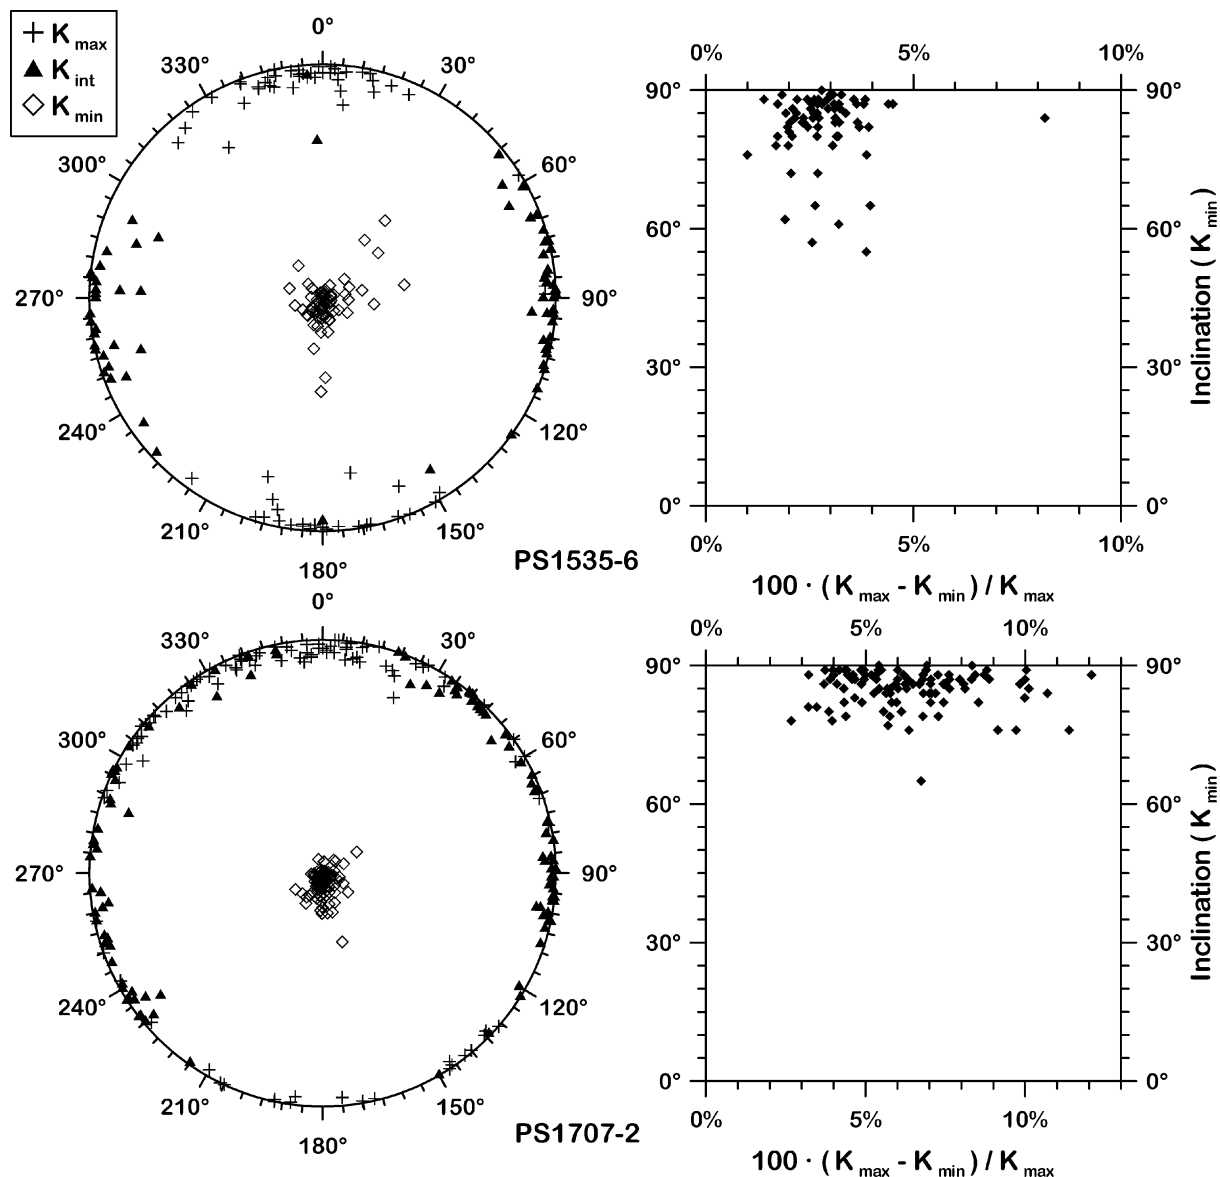 K max
K int
K min
0°
30°
60°
90°
120°
150°
180°
210°
240°
270°
300°
330°
PS1535-6
0% 5% 10%
90° 90°
60° 60°
30° 30°
0° 0°
0% 5% 10%
Inclination ( K min )
100 · ( K max - K min ) / K max
0°
30°
60°
90°
120°
150°
180°
210°
240°
270°
300°
330°
PS1707-2
0% 5% 10%
90° 90°
60° 60°
30° 30°
0° 0°
0% 5% 10%
Inclination ( K min )
100 · ( K max - K min ) / K max